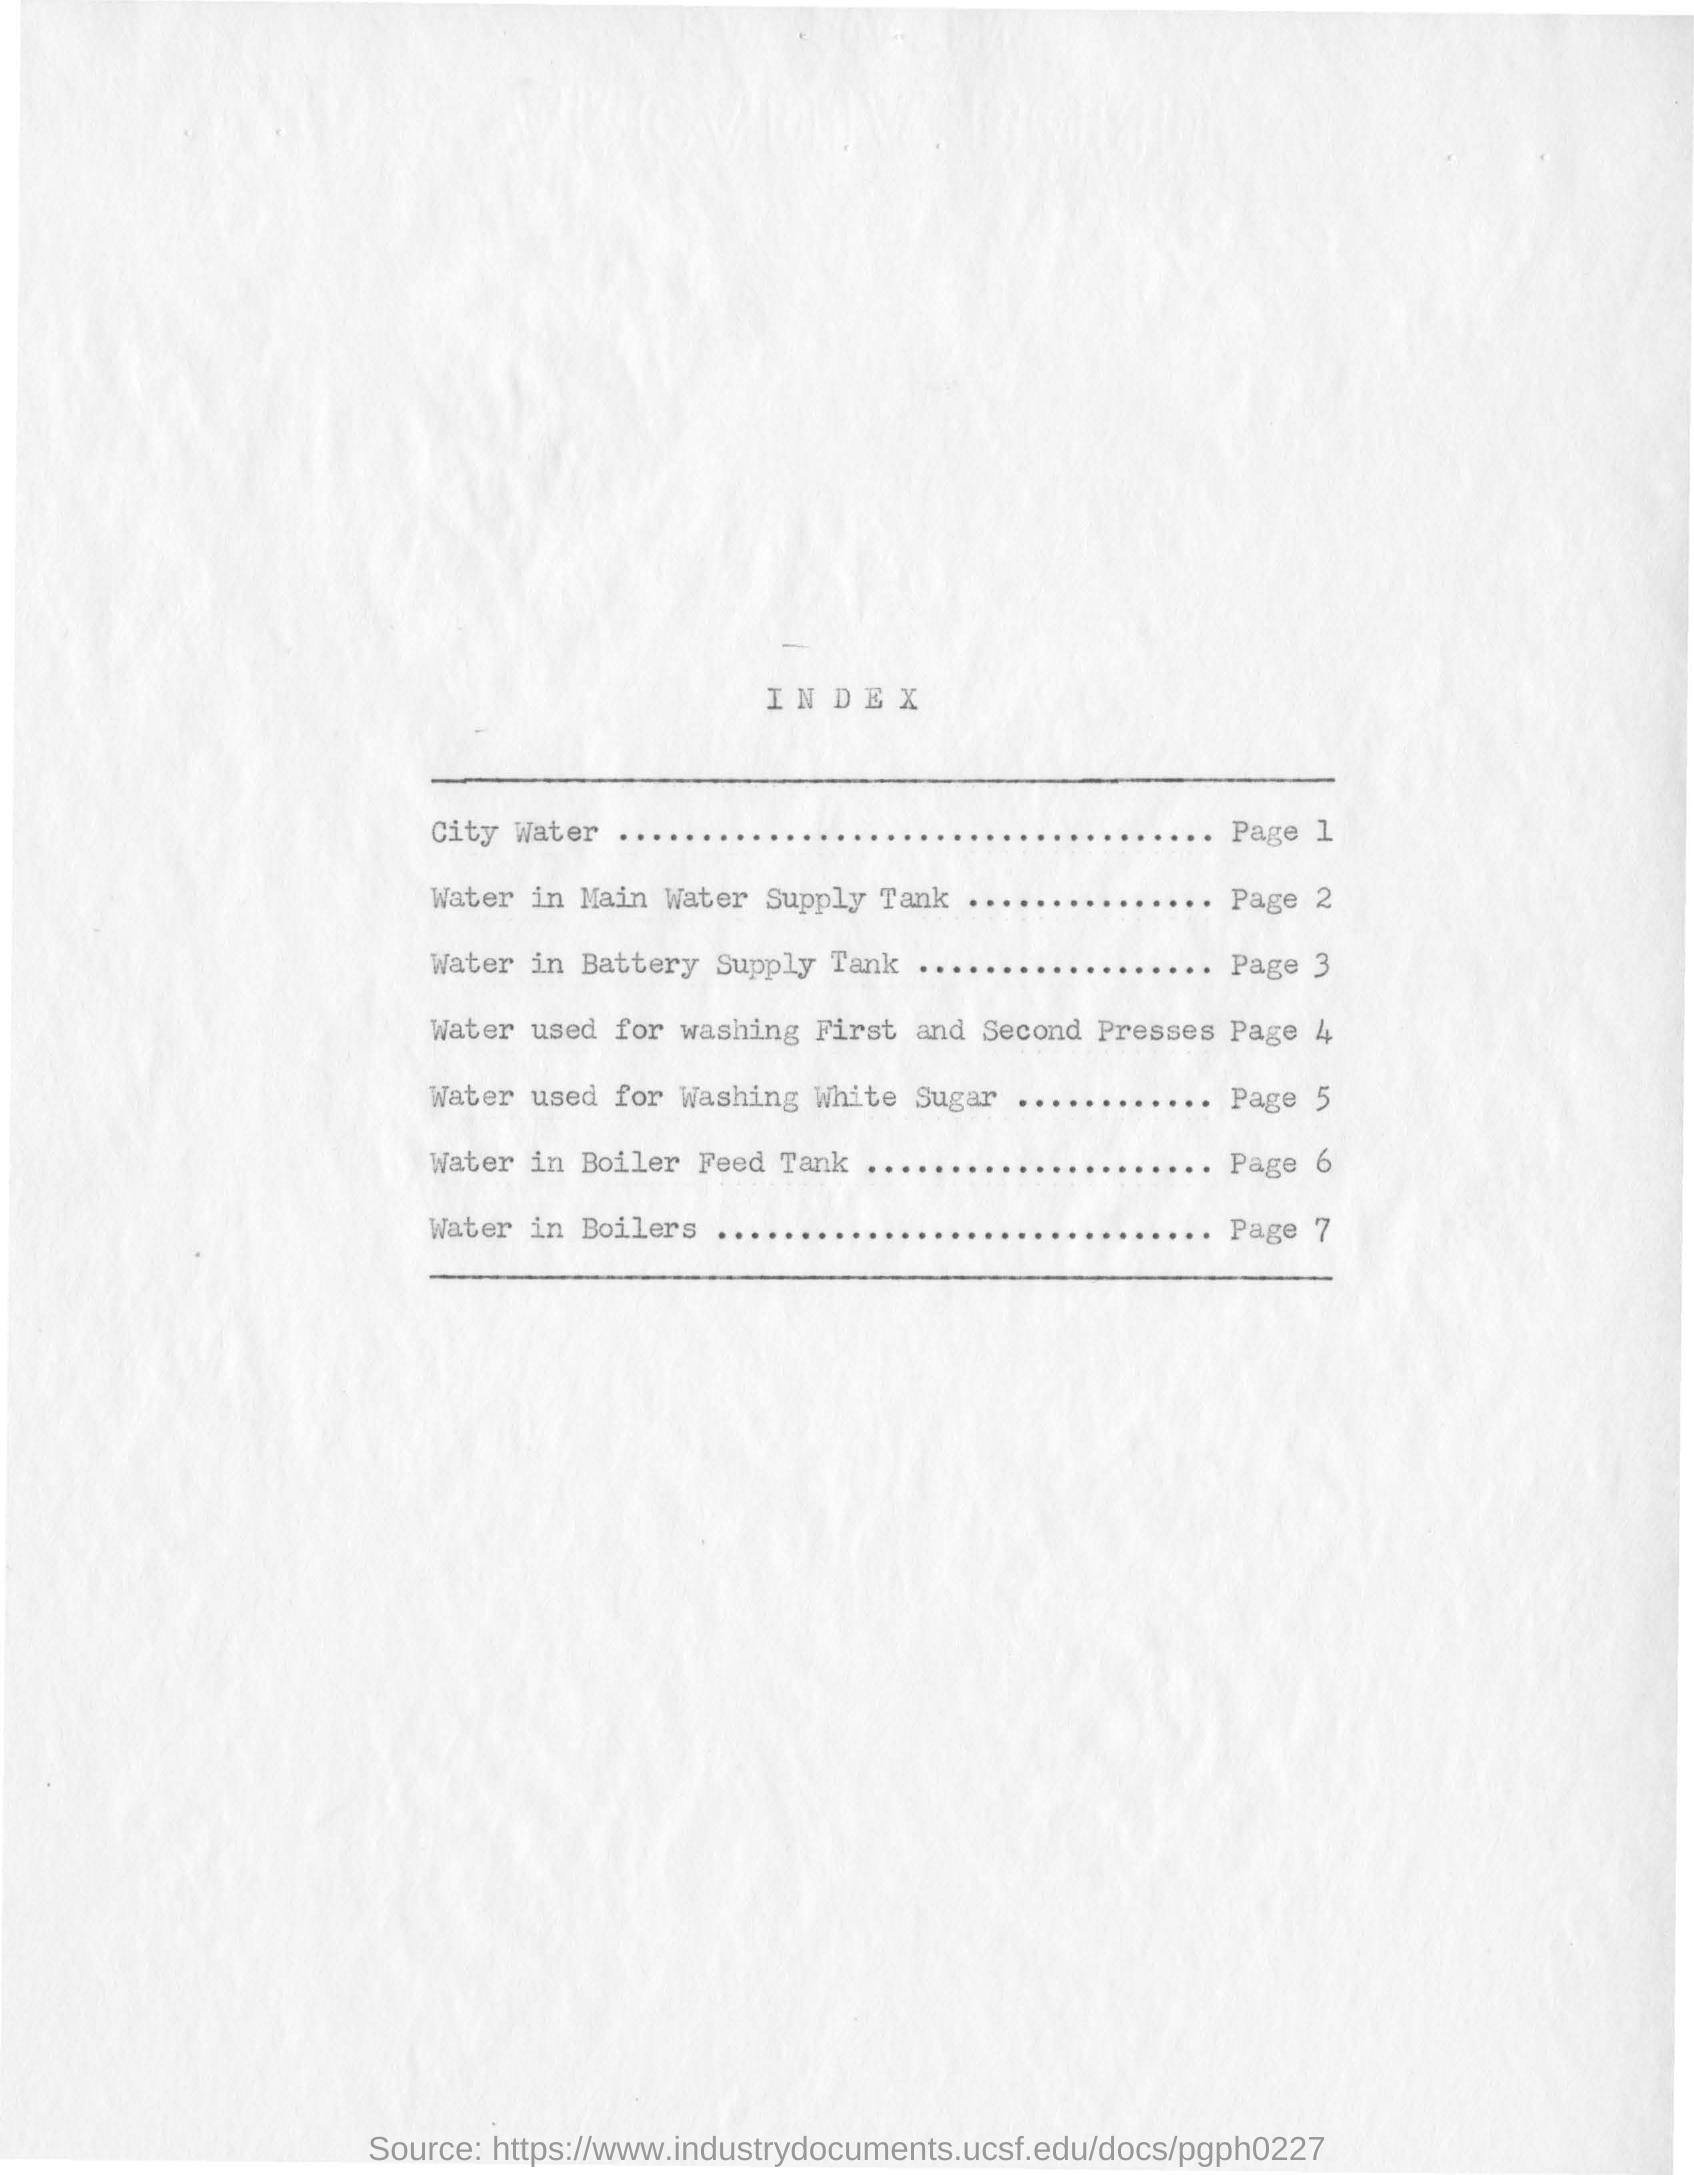 I N D E X
City Water .................................... Page 1
Water in Main Water Supply Tank ............... Page 2
Water in Battery Supply Tank .................. Page 3
Water used for washing First and Second Presses Page 4
Water used for Washing White Sugar ............ Page 5
Water in Boiler Feed Tank ..................... Page 6
Water in Boilers .............................. Page 7
Source: https://www.industrydocuments.ucsf.edu/docs/pgph0227